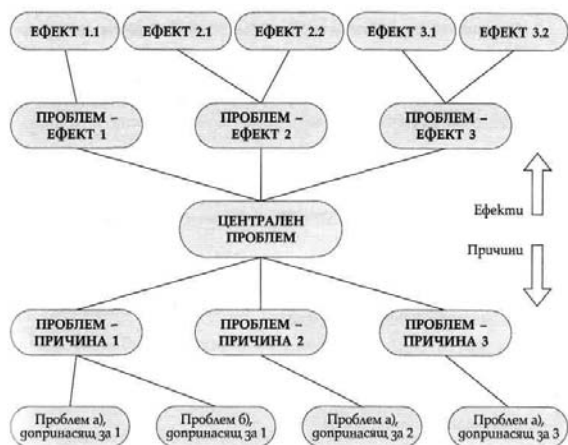 ЕФЕКТ 1.1
ЕФЕКТ 2.1
ЕФЕКТ 2.2
ЕФЕКТ 3.1
ЕФЕКТ 3.2
ПРОБЛЕМ –
ЕФЕКТ 1
ПРОБЛЕМ –
ЕФЕКТ 2
ПРОБЛЕМ –
ЕФЕКТ 3
ЦЕНТРАЛЕН
ПРОБЛЕМ
Ефекти
Причини
ПРОБЛЕМ –
ПРИЧИНА 1
ПРОБЛЕМ –
ПРИЧИНА 2
ПРОБЛЕМ –
ПРИЧИНА 3
Проблем а),
допринасящ за 1
Проблем б),
допринасящ за 1
Проблем а),
допринасящ за 2
Проблем а),
допринасящ за 3